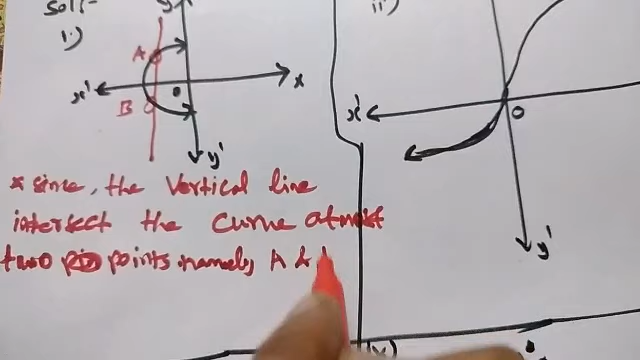 Sol:-
i)
A
x'
o
x
B
y'
* since, the vertical line
intersect the curve atmost
two points namely A &
ii)
x'
o
y'